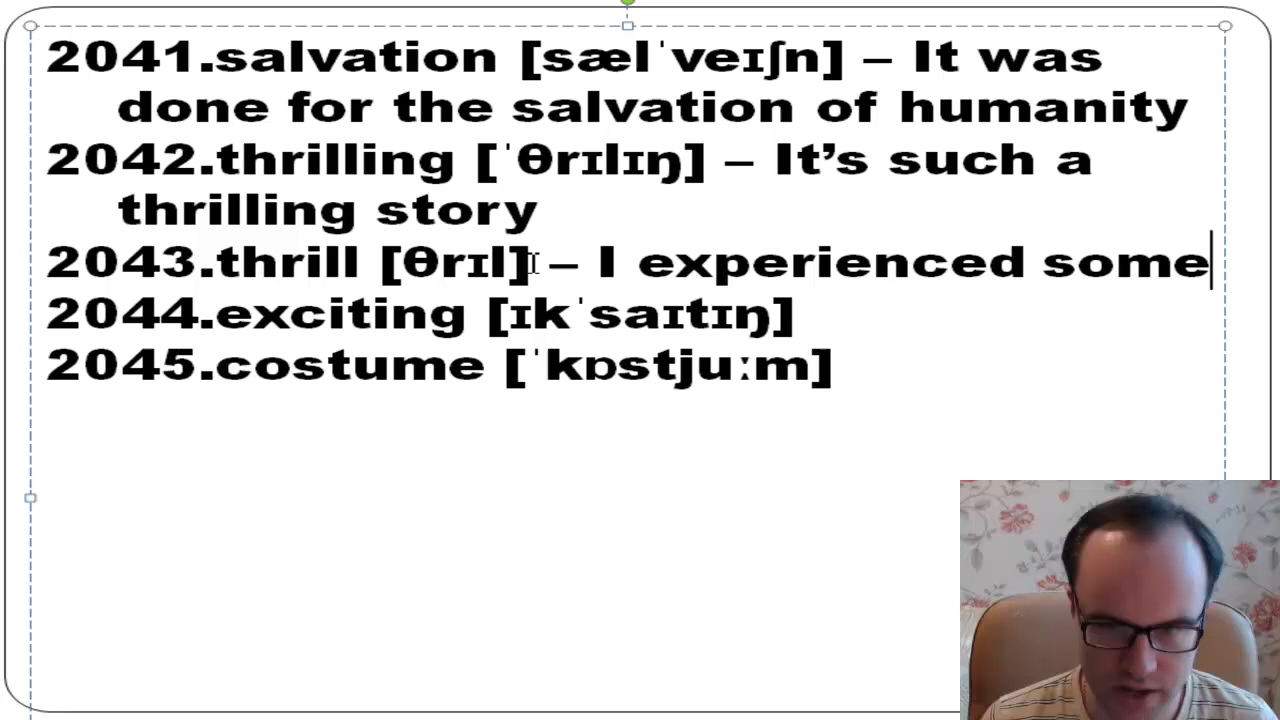 2041.salvation [sælˈveɪʃn] – It was
done for the salvation of humanity
2042.thrilling [ˈθrɪlɪŋ] – It’s such a
thrilling story
2043.thrill [θrɪl] – I experienced some
2044.exciting [ɪkˈsaɪtɪŋ]
2045.costume [ˈkɒstjuːm]